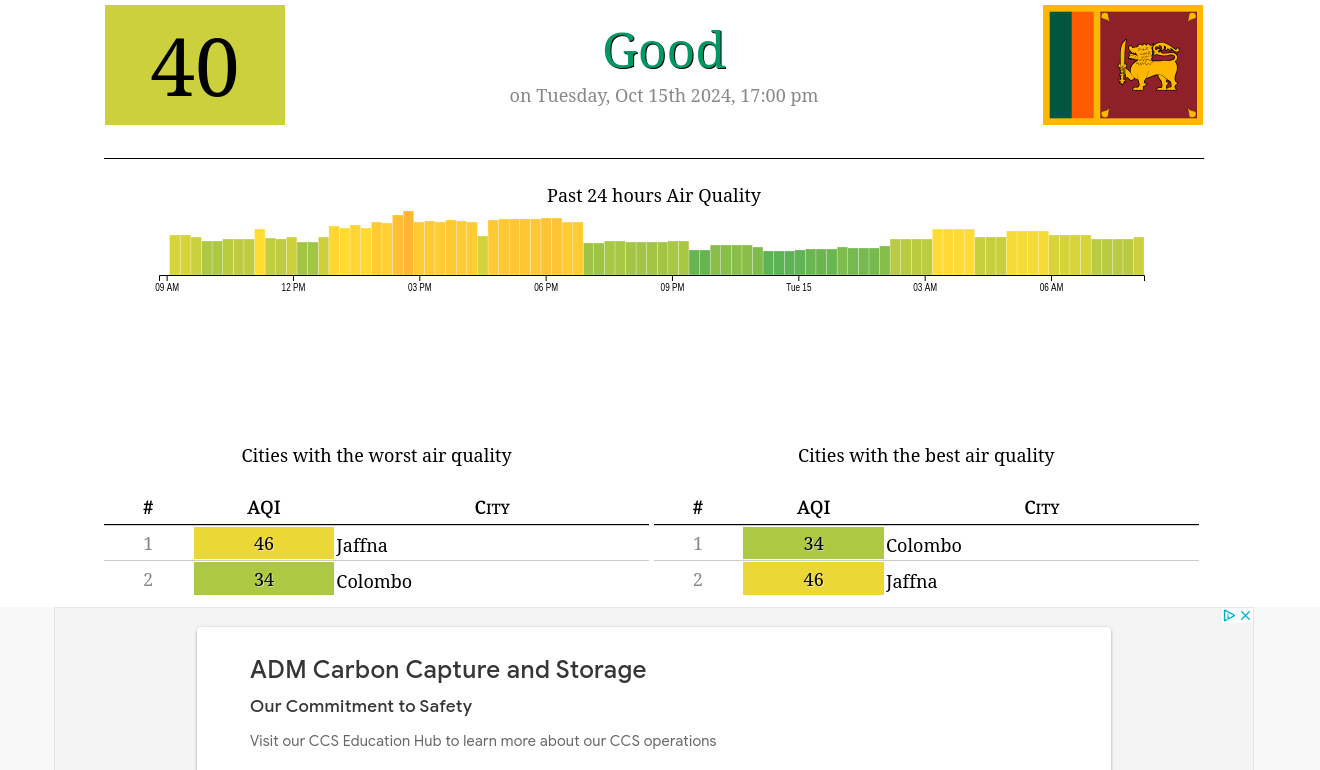 40
Good
on Tuesday, Oct 15th 2024, 17:00 pm
Past 24 hours Air Quality
09 AM 12 PM 03 PM 06 PM 09 PM Tue 15 03 AM 06 AM
Cities with the worst air quality
# AQI City
1 46 Jaffna
2 34 Colombo
Cities with the best air quality
# AQI City
1 34 Colombo
2 46 Jaffna
ADM Carbon Capture and Storage
Our Commitment to Safety
Visit our CCS Education Hub to learn more about our CCS operations